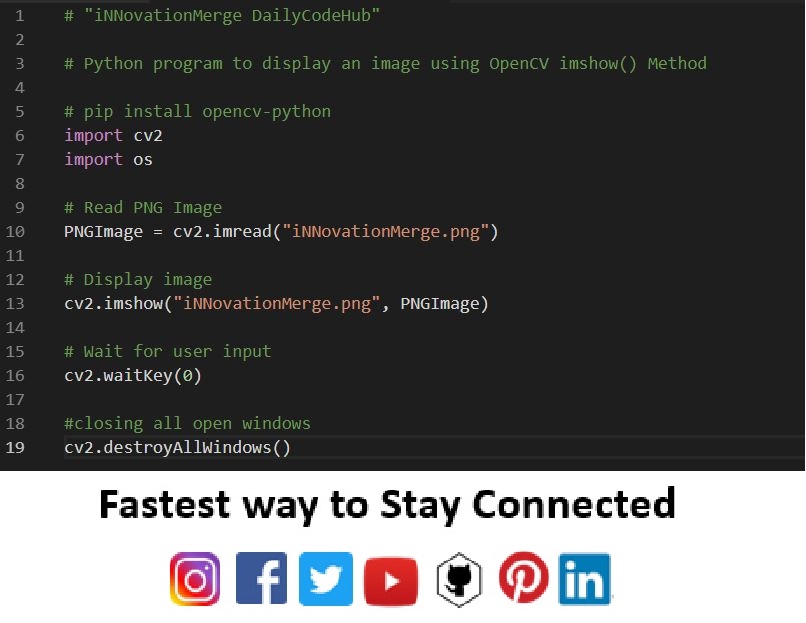 1 # "iNNovationMerge DailyCodeHub"
2
3 # Python program to display an image using OpenCV imshow() Method
4
5 # pip install opencv-python
6 import cv2
7 import os
8
9 # Read PNG Image
10 PNGImage = cv2.imread("iNNovationMerge.png")
11
12 # Display image
13 cv2.imshow("iNNovationMerge.png", PNGImage)
14
15 # Wait for user input
16 cv2.waitKey(0)
17
18 #closing all open windows
19 cv2.destroyAllWindows()
Fastest way to Stay Connected
f in